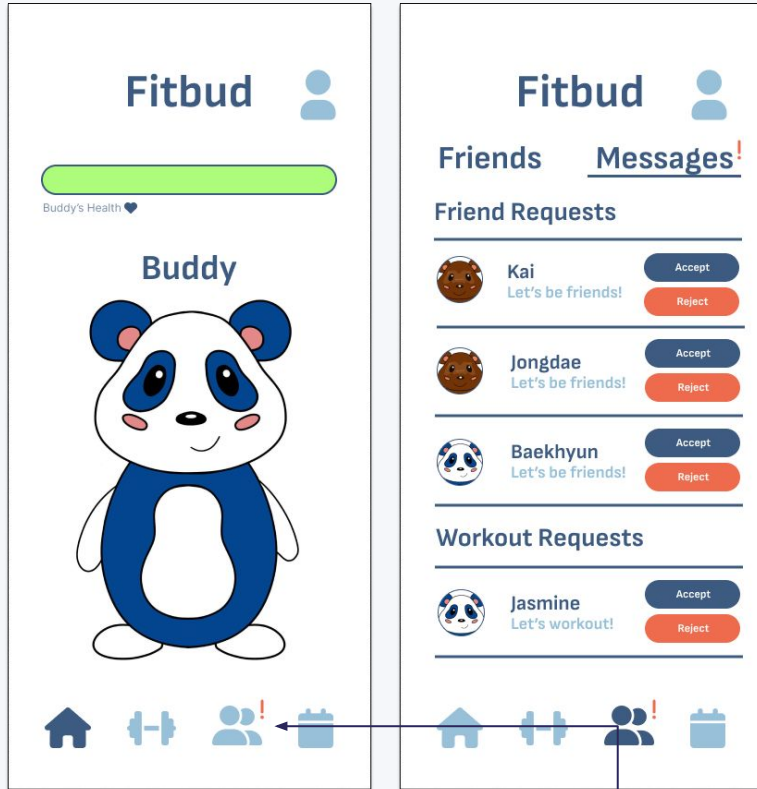 Fitbud
Buddy's Health
Buddy
!
Fitbud
Friends
Messages!
Friend Requests
Kai
Let's be friends!
Accept
Reject
Jongdae
Let's be friends!
Accept
Reject
Baekhyun
Let's be friends!
Accept
Reject
Workout Requests
Jasmine
Let's workout!
Accept
Reject
!